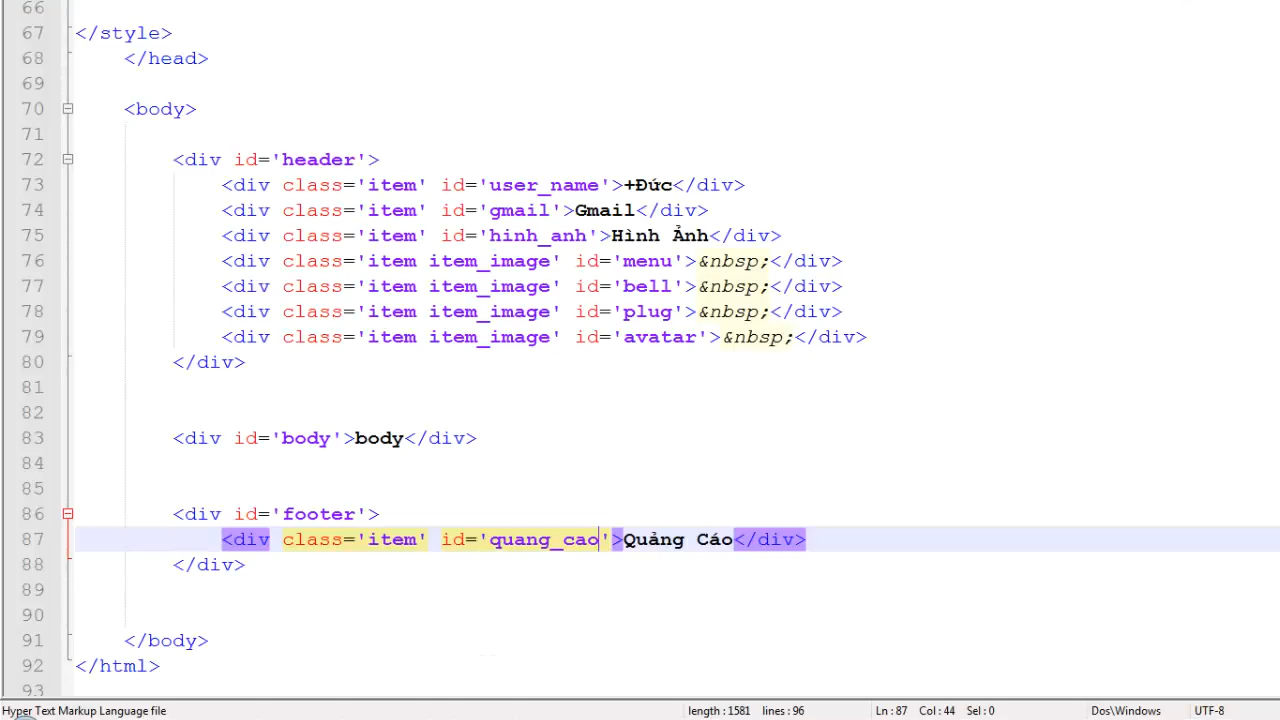 66
67 </style>
68 </head>
69
70 <body>
71
72 <div id='header'>
73 <div class='item' id='user_name'>+Đức</div>
74 <div class='item' id='gmail'>Gmail</div>
75 <div class='item' id='hinh_anh'>Hình Ảnh</div>
76 <div class='item item_image' id='menu'>&nbsp;</div>
77 <div class='item item_image' id='bell'>&nbsp;</div>
78 <div class='item item_image' id='plug'>&nbsp;</div>
79 <div class='item item_image' id='avatar'>&nbsp;</div>
80 </div>
81
82
83 <div id='body'>body</div>
84
85
86 <div id='footer'>
87 <div class='item' id='quang_cao'>Quảng Cáo</div>
88 </div>
89
90
91 </body>
92 </html>
93
Hyper Text Markup Language file length : 1581 lines : 96 Ln : 87 Col : 44 Sel : 0 Dos\Windows UTF-8